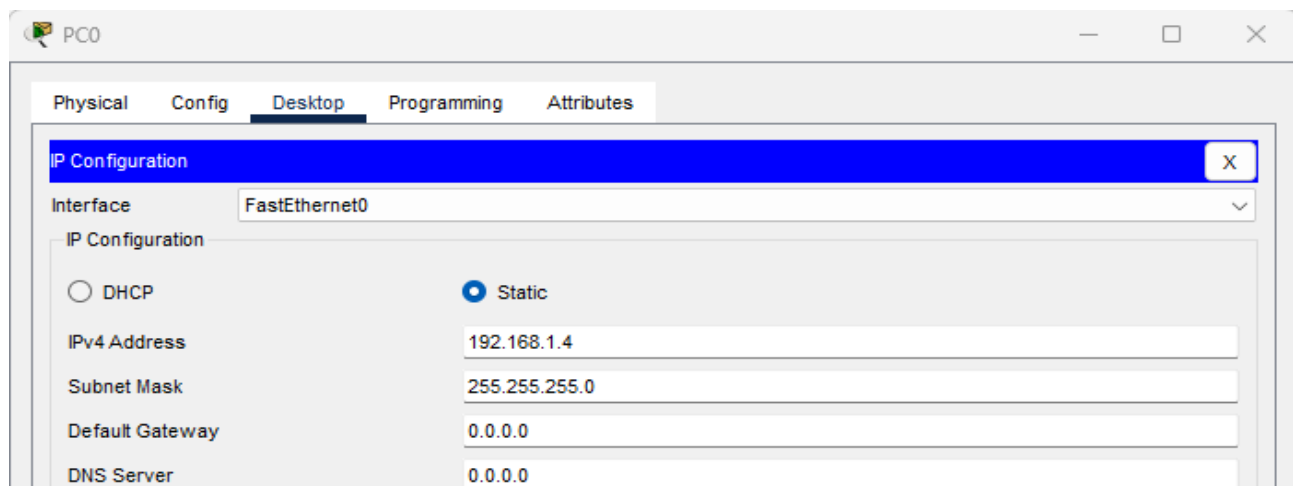 PC0
Physical Config Desktop Programming Attributes
IP Configuration X
Interface FastEthernet0
IP Configuration
DHCP Static
IPv4 Address 192.168.1.4
Subnet Mask 255.255.255.0
Default Gateway 0.0.0.0
DNS Server 0.0.0.0